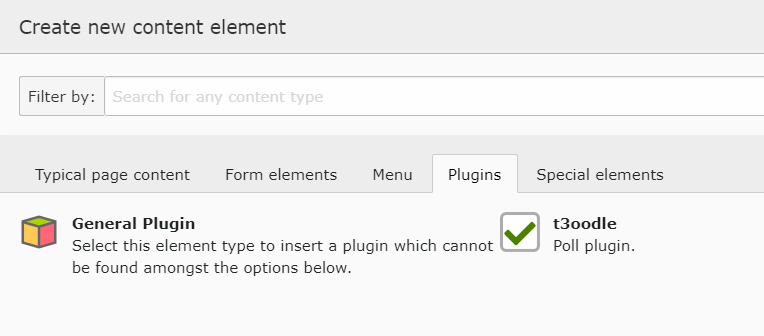 Create new content element
Filter by: Search for any content type
Typical page content Form elements Menu Plugins Special elements
General Plugin
Select this element type to insert a plugin which cannot
be found amongst the options below.
t3oodle
Poll plugin.